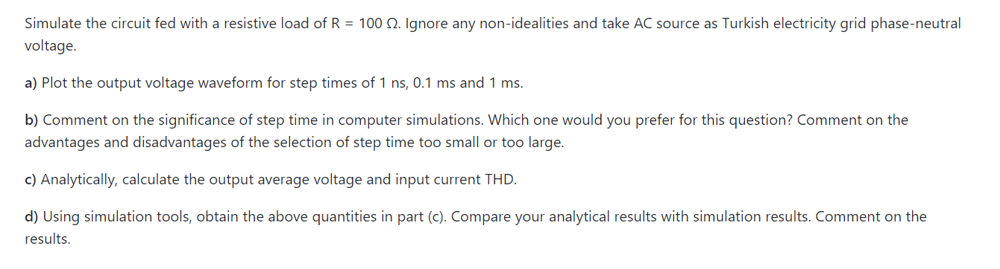 Simulate the circuit fed with a resistive load of R = 100 Ω. Ignore any non-idealities and take AC source as Turkish electricity grid phase-neutral
voltage.
a) Plot the output voltage waveform for step times of 1 ns, 0.1 ms and 1 ms.
b) Comment on the significance of step time in computer simulations. Which one would you prefer for this question? Comment on the
advantages and disadvantages of the selection of step time too small or too large.
c) Analytically, calculate the output average voltage and input current THD.
d) Using simulation tools, obtain the above quantities in part (c). Compare your analytical results with simulation results. Comment on the
results.